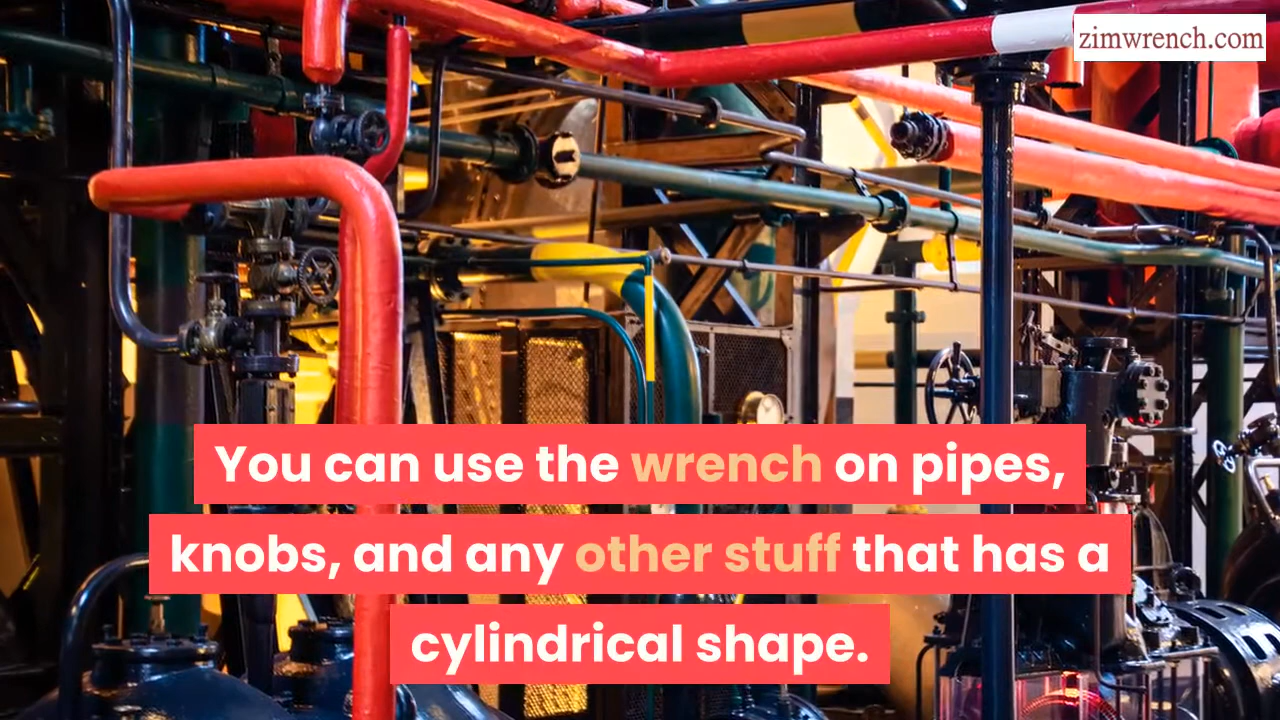 zimwrench.com
You can use the wrench on pipes,
knobs, and any other stuff that has a
cylindrical shape.